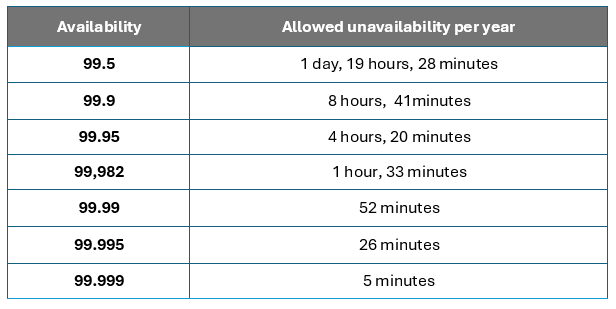 Availability Allowed unavailability per year
99.5 1 day, 19 hours, 28 minutes
99.9 8 hours,  41minutes
99.95 4 hours, 20 minutes
99,982 1 hour, 33 minutes
99.99 52 minutes
99.995 26 minutes
99.999 5 minutes